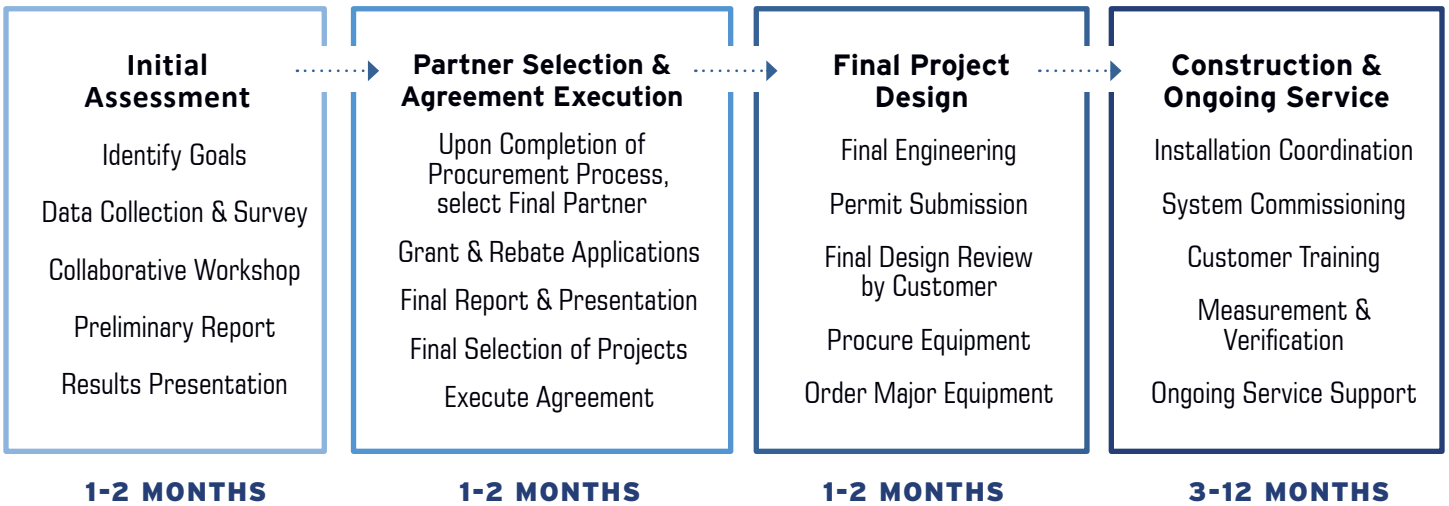 Initial
Assessment
Identify Goals
Data Collection & Survey
Collaborative Workshop
Preliminary Report
Results Presentation
1-2 MONTHS
Partner Selection &
Agreement Execution
Upon Completion of
Procurement Process,
select Final Partner
Grant & Rebate Applications
Final Report & Presentation
Final Selection of Projects
Execute Agreement
1-2 MONTHS
Final Project
Design
Final Engineering
Permit Submission
Final Design Review
by Customer
Procure Equipment
Order Major Equipment
1-2 MONTHS
Construction &
Ongoing Service
Installation Coordination
System Commissioning
Customer Training
Measurement &
Verification
Ongoing Service Support
3-12 MONTHS